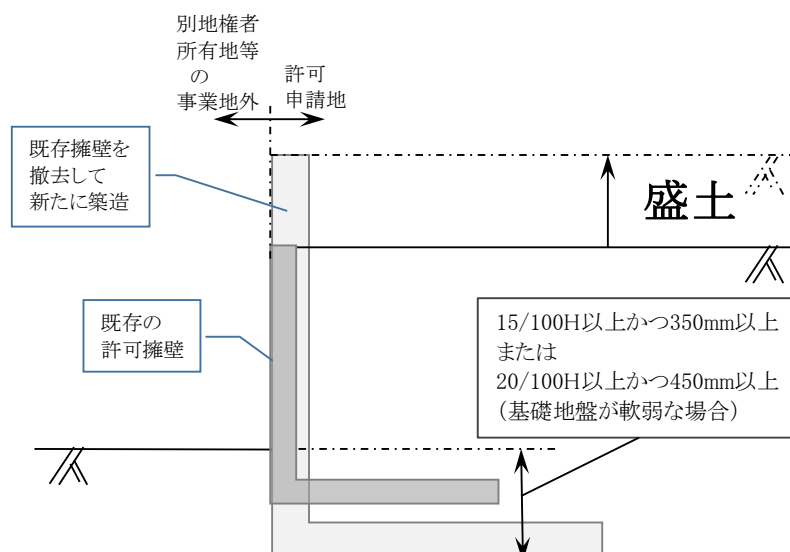 別地権者
所有地等
の
事業地外
許可
申請地
既存擁壁を
撤去して
新たに築造
盛土
既存の
許可擁壁
15/100H以上かつ350mm以上
または
20/100H以上かつ450mm以上
（基礎地盤が軟弱な場合）